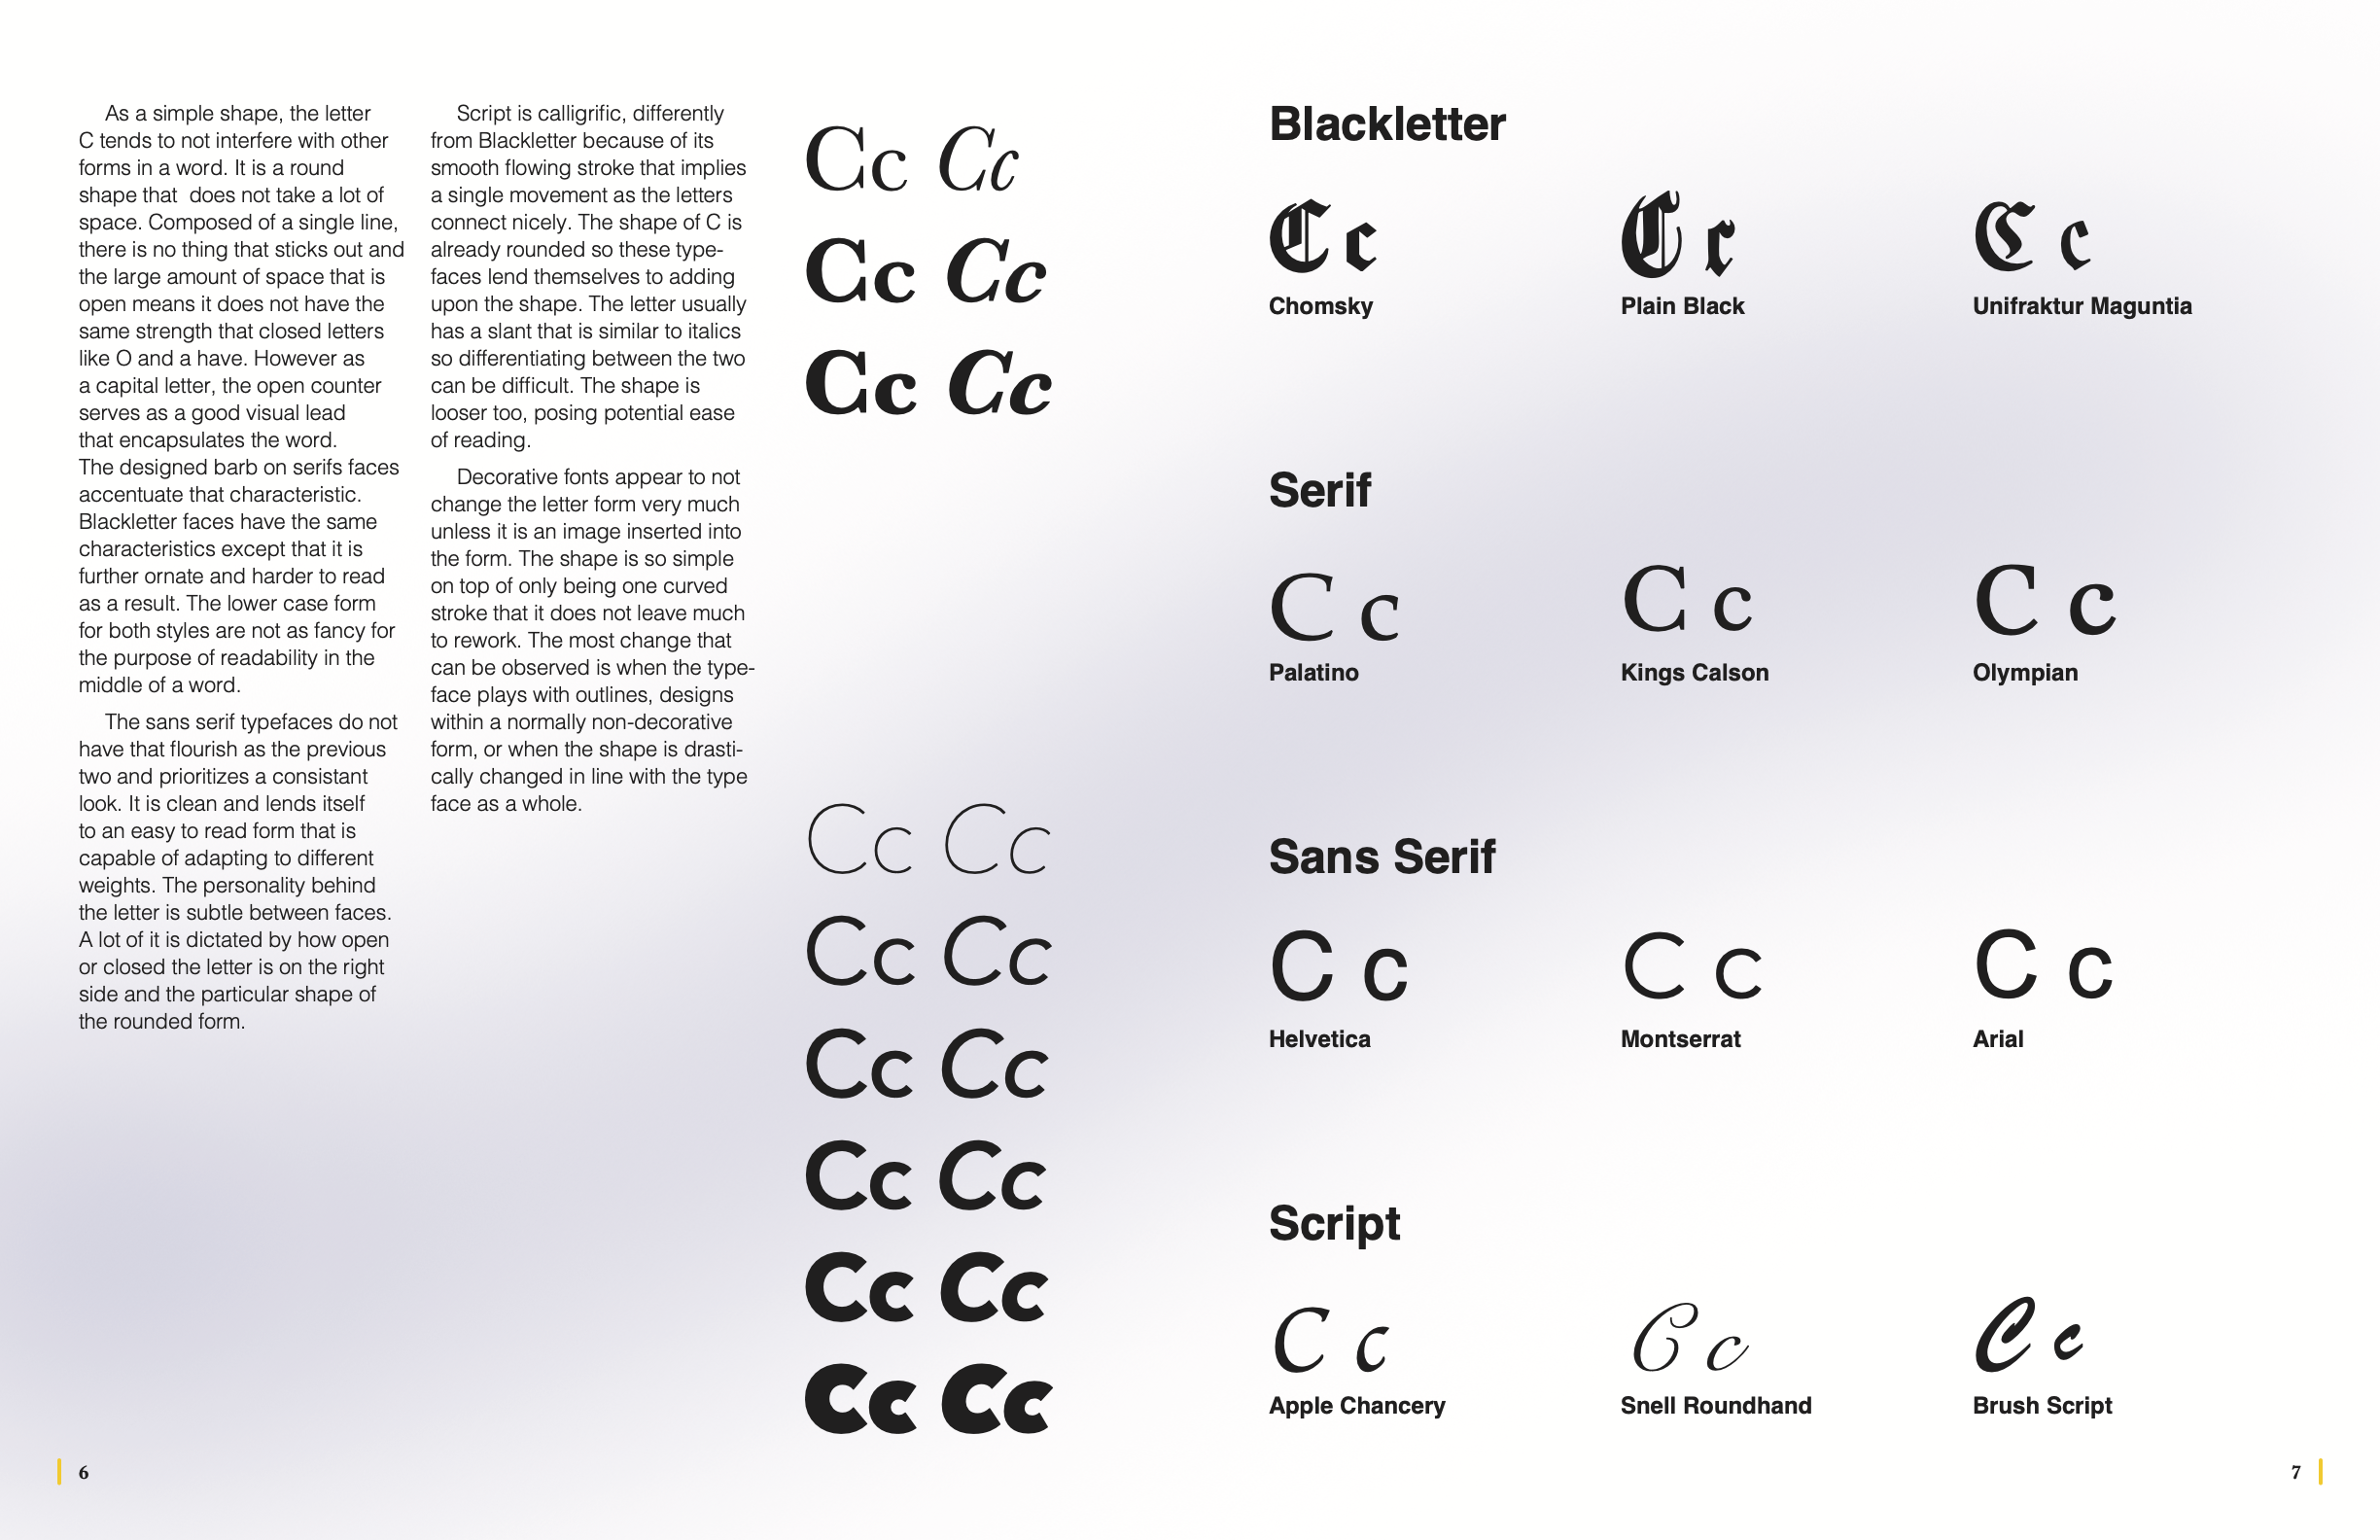 As a simple shape, the letter
C tends to not interfere with other
forms in a word. It is a round
shape that  does not take a lot of
space. Composed of a single line,
there is no thing that sticks out and
the large amount of space that is
open means it does not have the
same strength that closed letters
like O and a have. However as
a capital letter, the open counter
serves as a good visual lead
that encapsulates the word.
The designed barb on serifs faces
accentuate that characteristic.
Blackletter faces have the same
characteristics except that it is
further ornate and harder to read
as a result. The lower case form
for both styles are not as fancy for
the purpose of readability in the
middle of a word.
The sans serif typefaces do not
have that flourish as the previous
two and prioritizes a consistant
look. It is clean and lends itself
to an easy to read form that is
capable of adapting to different
weights. The personality behind
the letter is subtle between faces.
A lot of it is dictated by how open
or closed the letter is on the right
side and the particular shape of
the rounded form.
Script is calligrific, differently
from Blackletter because of its
smooth flowing stroke that implies
a single movement as the letters
connect nicely. The shape of C is
already rounded so these type-
faces lend themselves to adding
upon the shape. The letter usually
has a slant that is similar to italics
so differentiating between the two
can be difficult. The shape is
looser too, posing potential ease
of reading.
Decorative fonts appear to not
change the letter form very much
unless it is an image inserted into
the form. The shape is so simple
on top of only being one curved
stroke that it does not leave much
to rework. The most change that
can be observed is when the type-
face plays with outlines, designs
within a normally non-decorative
form, or when the shape is drasti-
cally changed in line with the type
face as a whole.
Cc Cc
Cc Cc
Cc Cc
Cc Cc
Cc Cc
Cc Cc
Cc Cc
Cc Cc
Cc Cc
6
Blackletter
C c C c C c
Chomsky Plain Black Unifraktur Maguntia
Serif
C c C c C c
Palatino Kings Calson Olympian
Sans Serif
C c C c C c
Helvetica Montserrat Arial
Script
C c C c C c
Apple Chancery Snell Roundhand Brush Script
7